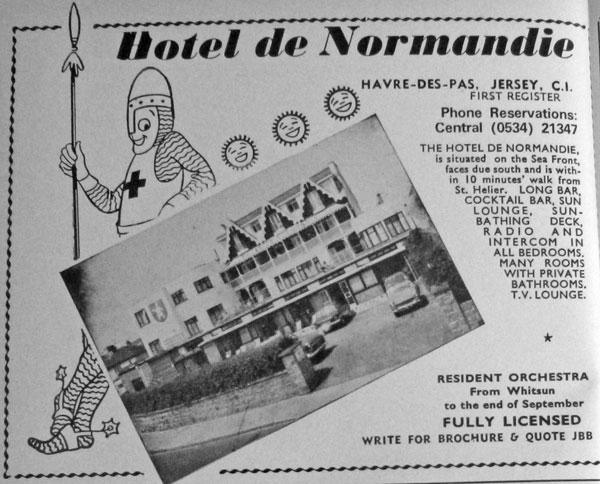 Hotel de Normandie
HAVRE-DES-PAS, JERSEY, C.I.
FIRST REGISTER
Phone Reservations:
Central (0534) 21347
THE HOTEL DE NORMANDIE,
is situated on the Sea Front,
faces due south and is with-
in 10 minutes' walk from
St. Helier. LONG BAR,
COCKTAIL BAR, SUN
LOUNGE, SUN-
BATHING DECK,
RADIO AND
INTERCOM IN
ALL BEDROOMS.
MANY ROOMS
WITH PRIVATE
BATHROOMS.
T.V. LOUNGE.
RESIDENT ORCHESTRA
From Whitsun
to the end of September
FULLY LICENSED
WRITE FOR BROCHURE & QUOTE JBB